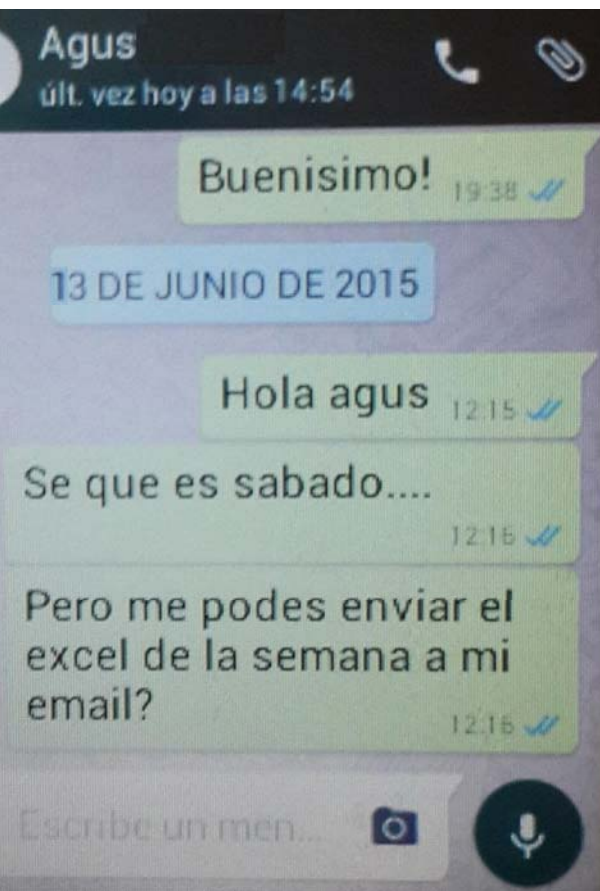 Agus
últ. vez hoy a las 14:54
Buenisimo! 19:38
13 DE JUNIO DE 2015
Hola agus 12:15
Se que es sabado....
12:16
Pero me podes enviar el
excel de la semana a mi
email?
12:16
Escribe un men...